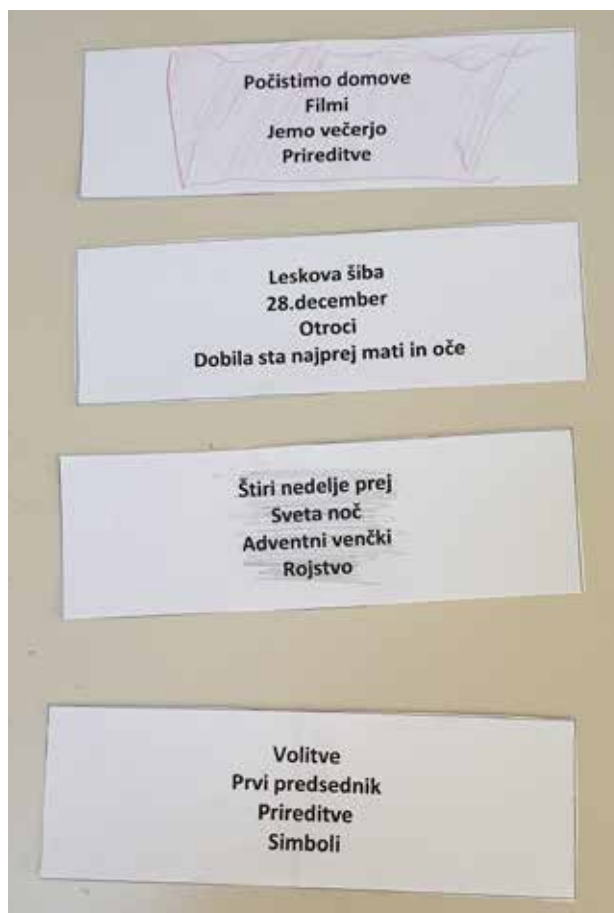 Počistimo domove
Filmi
Jemo večerjo
Prireditve
Leskova šiba
28.december
Otroci
Dobila sta najprej mati in oče
Štiri nedelje prej
Sveta noč
Adventni venčki
Rojstvo
Volitve
Prvi predsednik
Prireditve
Simboli